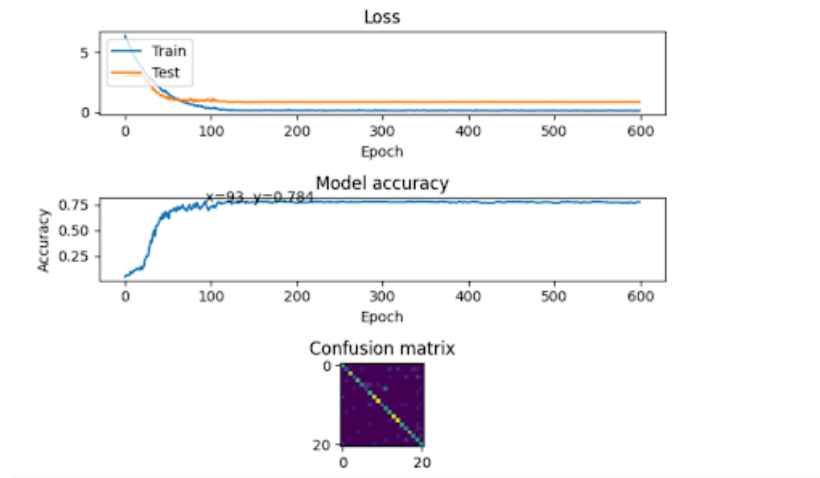 Loss
5
0
Train
Test
0 100 200 300 400 500 600
Epoch
Model accuracy
x=93, y=0.784
Accuracy
0.75
0.50
0.25
0 100 200 300 400 500 600
Epoch
Confusion matrix
0
20
0 20